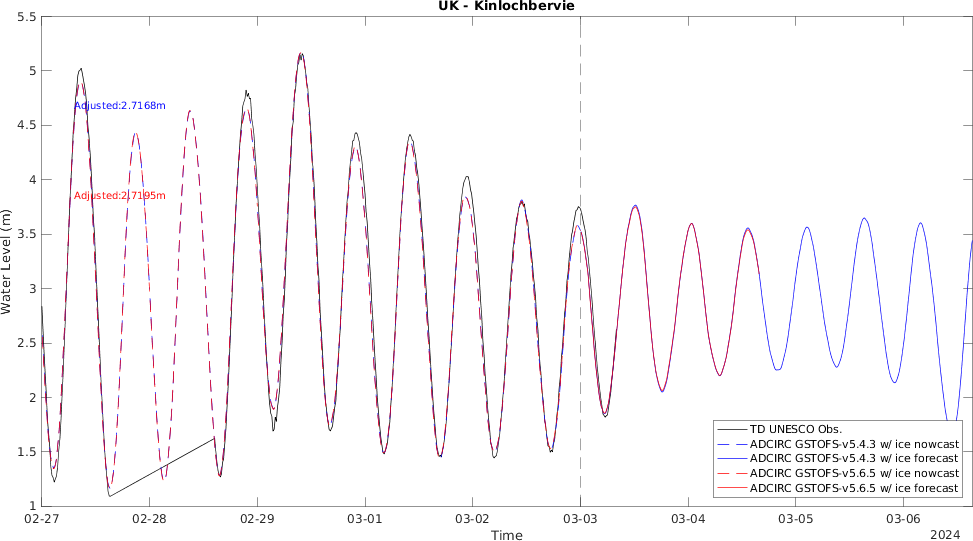 UK - Kinlochbervie
5.5
5
4.5
4
3.5
3
2.5
2
1.5
1
Water Level (m)
Adjusted:2.7168m
Adjusted:2.7195m
TD UNESCO Obs.
ADCIRC GSTOFS-v5.4.3 w/ ice nowcast
ADCIRC GSTOFS-v5.4.3 w/ ice forecast
ADCIRC GSTOFS-v5.6.5 w/ ice nowcast
ADCIRC GSTOFS-v5.6.5 w/ ice forecast
02-27 02-28 02-29 03-01 03-02 03-03 03-04 03-05 03-06
Time
2024